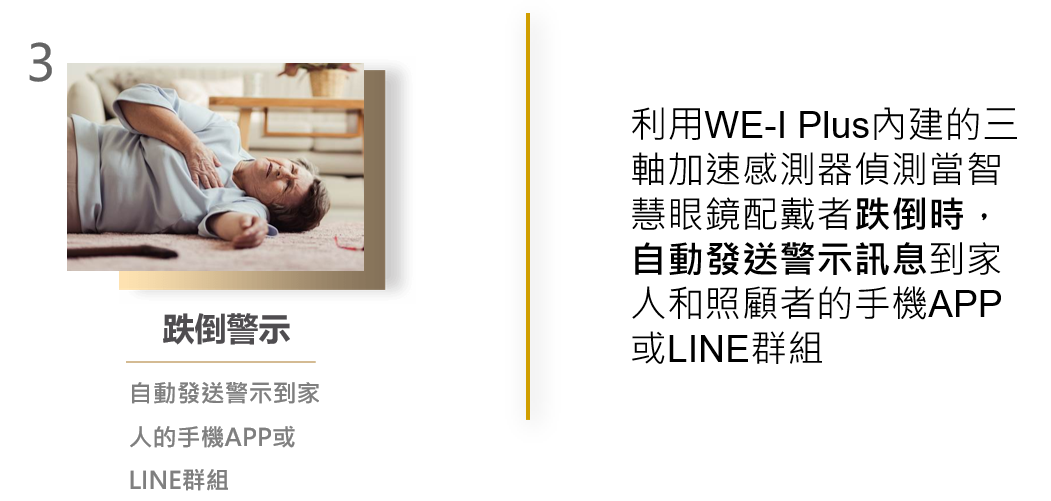 3
跌倒警示
自動發送警示到家
人的手機APP或
LINE群組
利用WE-I Plus內建的三
軸加速感測器偵測當智
慧眼鏡配戴者跌倒時，
自動發送警示訊息到家
人和照顧者的手機APP
或LINE群組